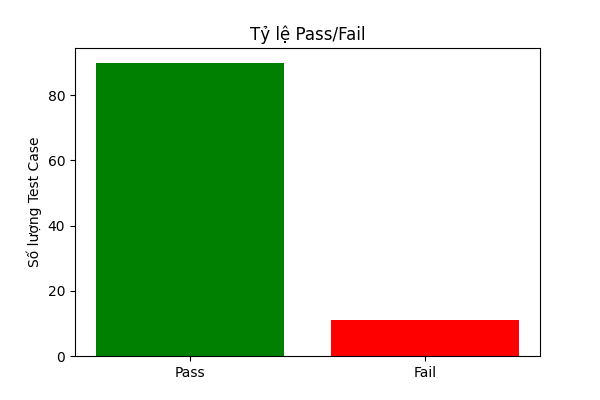 Tỷ lệ Pass/Fail
Số lượng Test Case
80
60
40
20
0
Pass
Fail